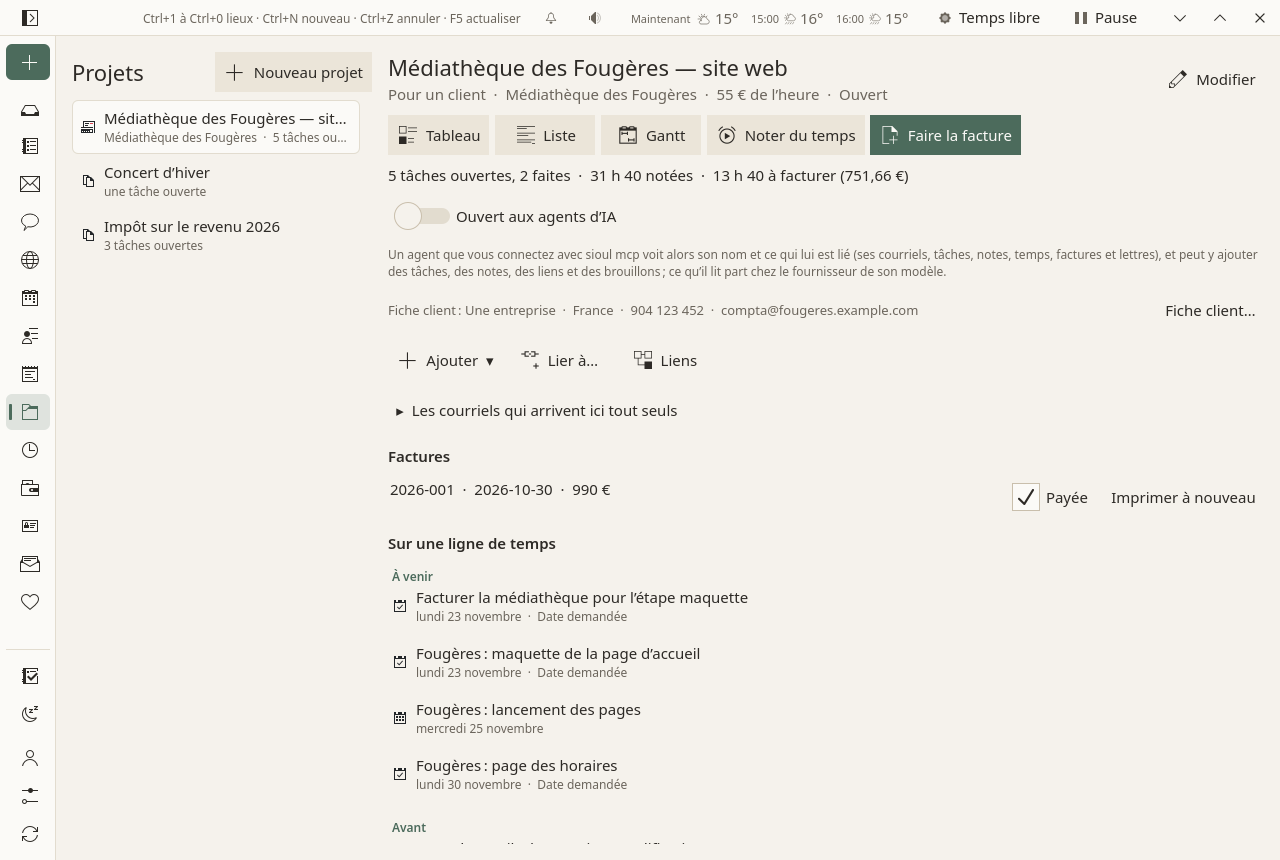 Ctrl+1 à Ctrl+0 lieux · Ctrl+N nouveau · Ctrl+Z annuler · F5 actualiser
Maintenant 15° 15:00 16° 16:00 15°
Temps libre
Pause
Projets
Nouveau projet
Médiathèque des Fougères — sit…
Médiathèque des Fougères · 5 tâches ou…
Concert d’hiver
une tâche ouverte
Impôt sur le revenu 2026
3 tâches ouvertes
Médiathèque des Fougères — site web
Pour un client · Médiathèque des Fougères · 55 € de l’heure · Ouvert
Modifier
Tableau
Liste
Gantt
Noter du temps
Faire la facture
5 tâches ouvertes, 2 faites · 31 h 40 notées · 13 h 40 à facturer (751,66 €)
Ouvert aux agents d’IA
Un agent que vous connectez avec sioul mcp voit alors son nom et ce qui lui est lié (ses courriels, tâches, notes, temps, factures et lettres), et peut y ajouter
des tâches, des notes, des liens et des brouillons ; ce qu’il lit part chez le fournisseur de son modèle.
Fiche client : Une entreprise · France · 904 123 452 · compta@fougeres.example.com
Fiche client…
Ajouter ▾
Lier à…
Liens
▸ Les courriels qui arrivent ici tout seuls
Factures
2026-001 · 2026-10-30 · 990 €
Payée
Imprimer à nouveau
Sur une ligne de temps
À venir
Facturer la médiathèque pour l’étape maquette
lundi 23 novembre · Date demandée
Fougères : maquette de la page d’accueil
lundi 23 novembre · Date demandée
Fougères : lancement des pages
mercredi 25 novembre
Fougères : page des horaires
lundi 30 novembre · Date demandée
Avant